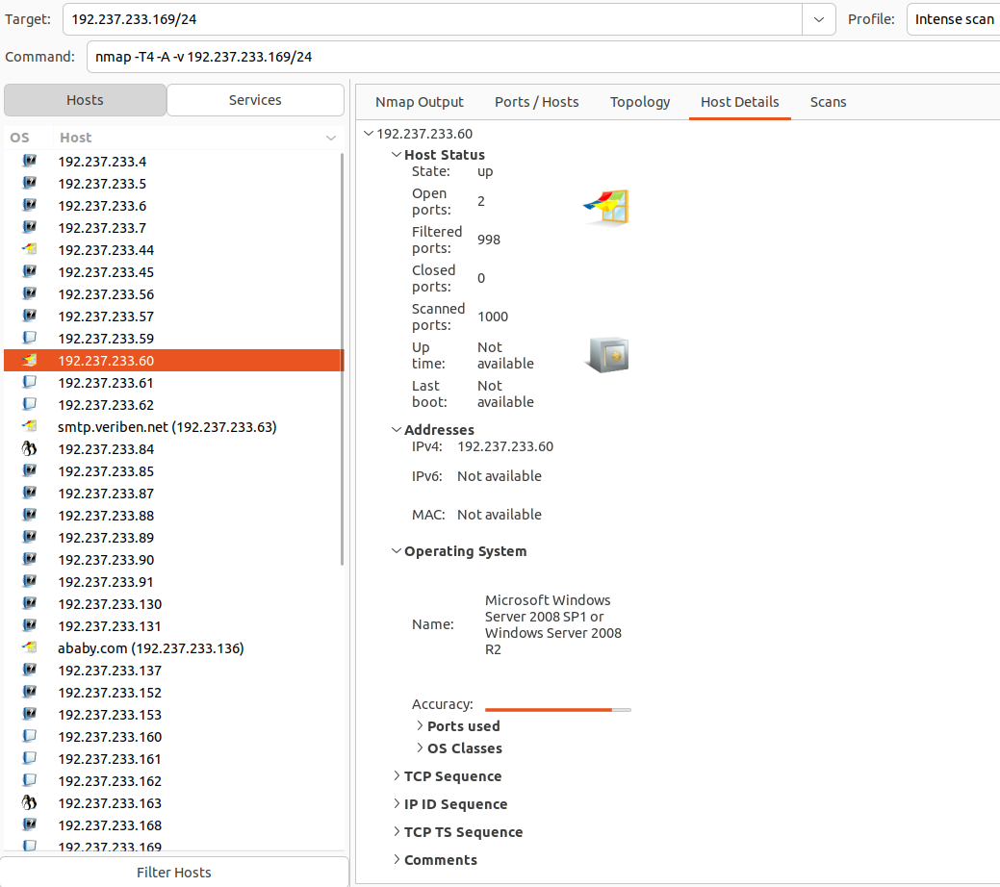 Target: 192.237.233.169/24 Profile: Intense scan
Command: nmap -T4 -A -v 192.237.233.169/24
Hosts Services
OS Host
192.237.233.4
192.237.233.5
192.237.233.6
192.237.233.7
192.237.233.44
192.237.233.45
192.237.233.56
192.237.233.57
192.237.233.59
192.237.233.60
192.237.233.61
192.237.233.62
smtp.veriben.net (192.237.233.63)
192.237.233.84
192.237.233.85
192.237.233.87
192.237.233.88
192.237.233.89
192.237.233.90
192.237.233.91
192.237.233.130
192.237.233.131
ababy.com (192.237.233.136)
192.237.233.137
192.237.233.152
192.237.233.153
192.237.233.160
192.237.233.161
192.237.233.162
192.237.233.163
192.237.233.168
192.237.233.169
Filter Hosts
Nmap Output Ports / Hosts Topology Host Details Scans
192.237.233.60
Host Status
State: up
Open
ports: 2
Filtered
ports: 998
Closed
ports: 0
Scanned
ports: 1000
Up Not
time: available
Last Not
boot: available
Addresses
IPv4: 192.237.233.60
IPv6: Not available
MAC: Not available
Operating System
Name: Microsoft Windows
Server 2008 SP1 or
Windows Server 2008
R2
Accuracy:
Ports used
OS Classes
TCP Sequence
IP ID Sequence
TCP TS Sequence
Comments